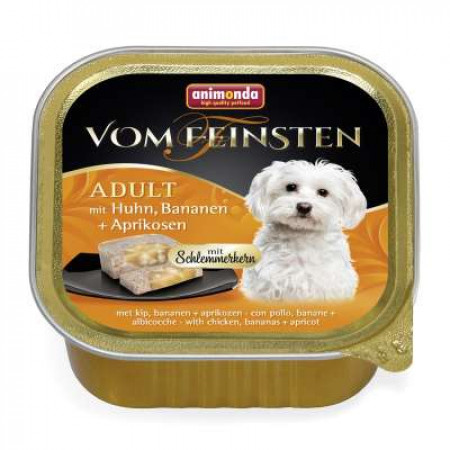 animonda
high quality petfood
VOM FEINSTEN
ADULT
mit Huhn, Bananen
+ Aprikosen
mit
Schlemmerkern
met kip, bananen + aprikozen - con pollo, banane +
albicocche - with chicken, bananas + apricot